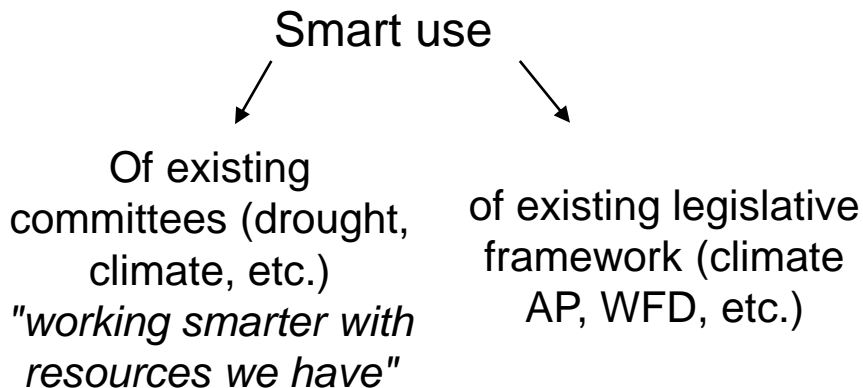 Smart use
Of existing
committees (drought,
climate, etc.)
"working smarter with
resources we have"
of existing legislative
framework (climate
AP, WFD, etc.)